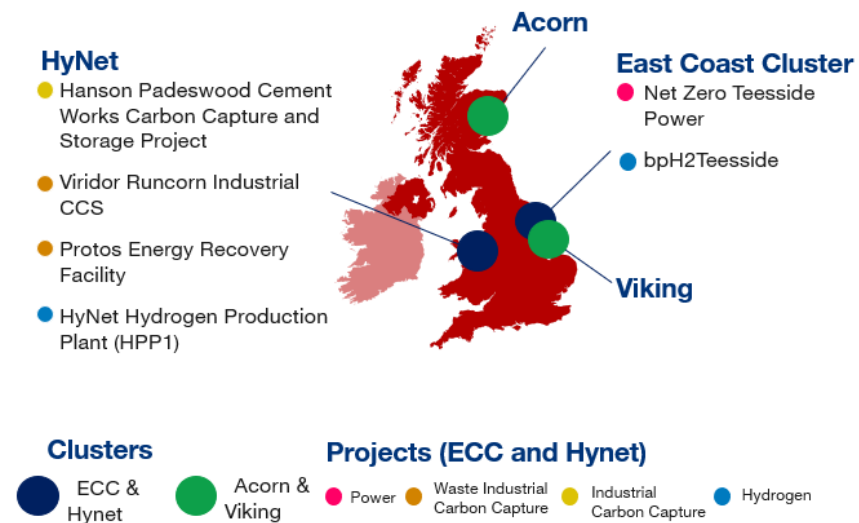 Acorn
HyNet
Hanson Padeswood Cement
Works Carbon Capture and
Storage Project
Viridor Runcorn Industrial
CCS
Protos Energy Recovery
Facility
HyNet Hydrogen Production
Plant (HPP1)
East Coast Cluster
Net Zero Teesside
Power
bpH2Teesside
Viking
Clusters
ECC &
Hynet
Acorn &
Viking
Projects (ECC and Hynet)
Power
Waste Industrial
Carbon Capture
Industrial
Carbon Capture
Hydrogen